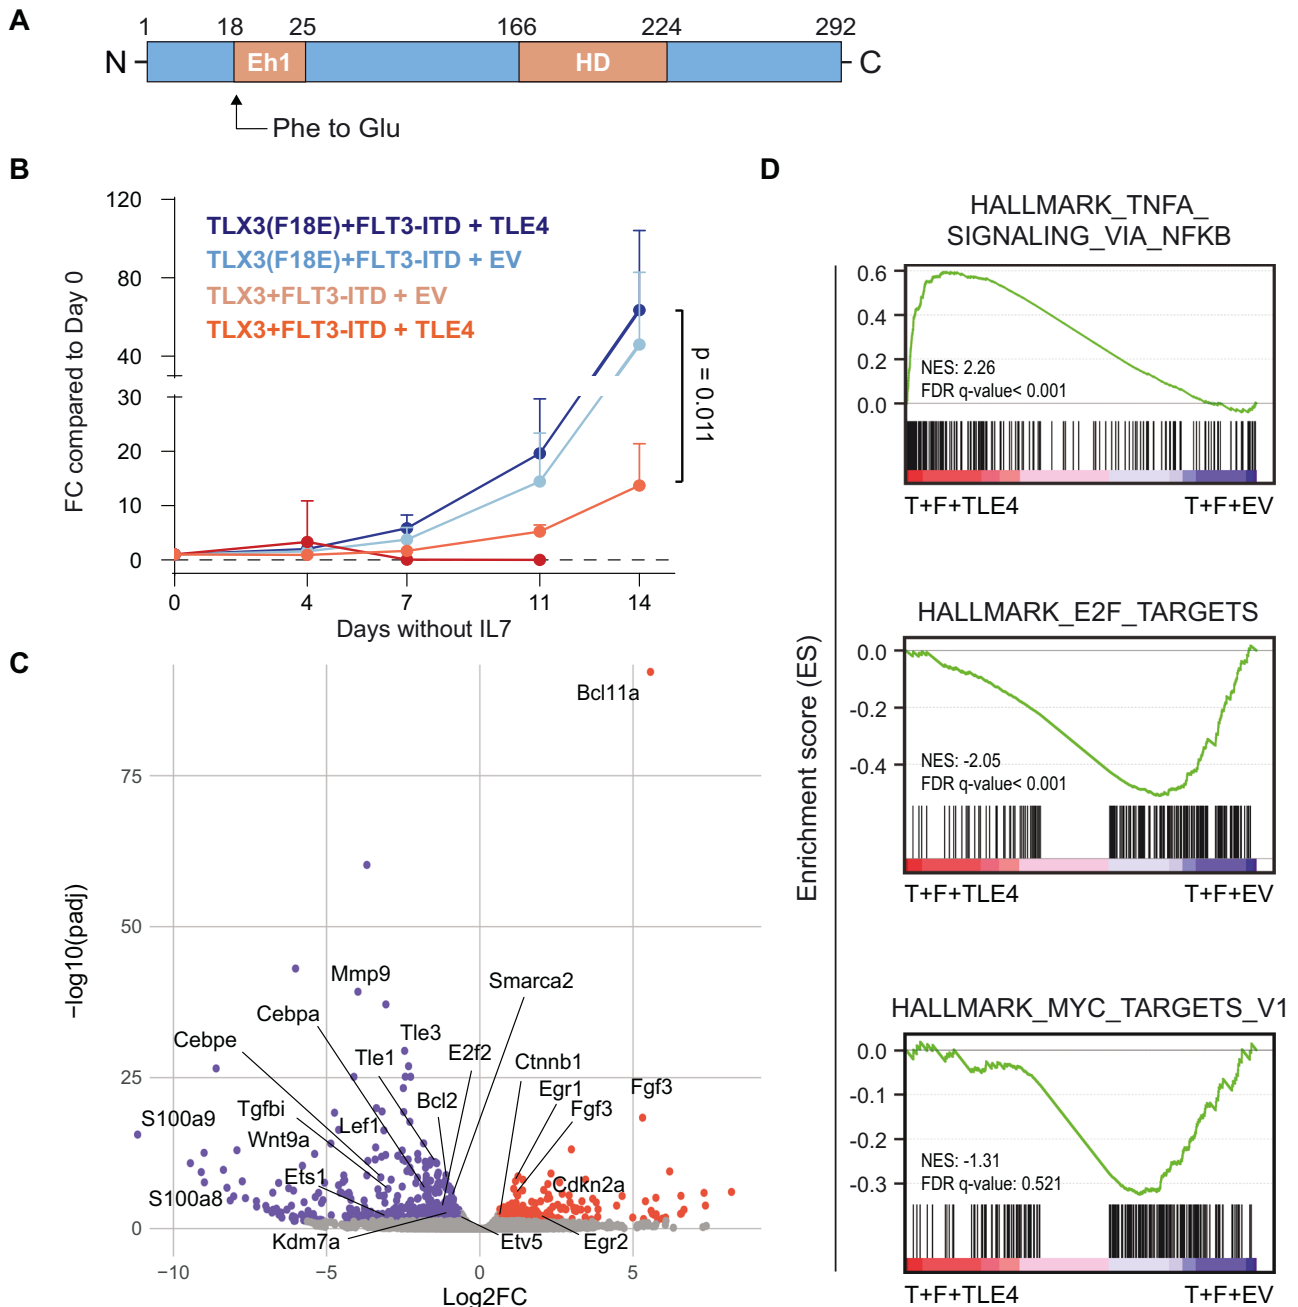 A
1 18 25 166 224 292
N Eh1 HD C
Phe to Glu
B
FC compared to Day 0
120
80
40
30
20
10
0
TLX3(F18E)+FLT3-ITD + TLE4
TLX3(F18E)+FLT3-ITD + EV
TLX3+FLT3-ITD + EV
TLX3+FLT3-ITD + TLE4
p = 0.011
0 4 7 11 14
Days without IL7
C
−log10(padj)
75
50
25
0
Bcl11a
Mmp9
Smarca2
Cebpa
Cebpe
Tle3
E2f2
Tle1
Ctnnb1
Egr1
Fgf3
Fgf3
Bcl2
S100a9
Tgfbi
Lef1
Wnt9a
Ets1
Cdkn2a
S100a8
Kdm7a
Etv5
Egr2
−10 −5 0 5
Log2FC
D
Enrichment score (ES)
HALLMARK_TNFA_
SIGNALING_VIA_NFKB
0.6
0.4
0.2
0.0
NES: 2.26
FDR q-value< 0.001
T+F+TLE4 T+F+EV
HALLMARK_E2F_TARGETS
0.0
-0.2
-0.4
NES: -2.05
FDR q-value< 0.001
T+F+TLE4 T+F+EV
HALLMARK_MYC_TARGETS_V1
0.0
-0.1
-0.2
-0.3
NES: -1.31
FDR q-value: 0.521
T+F+TLE4 T+F+EV